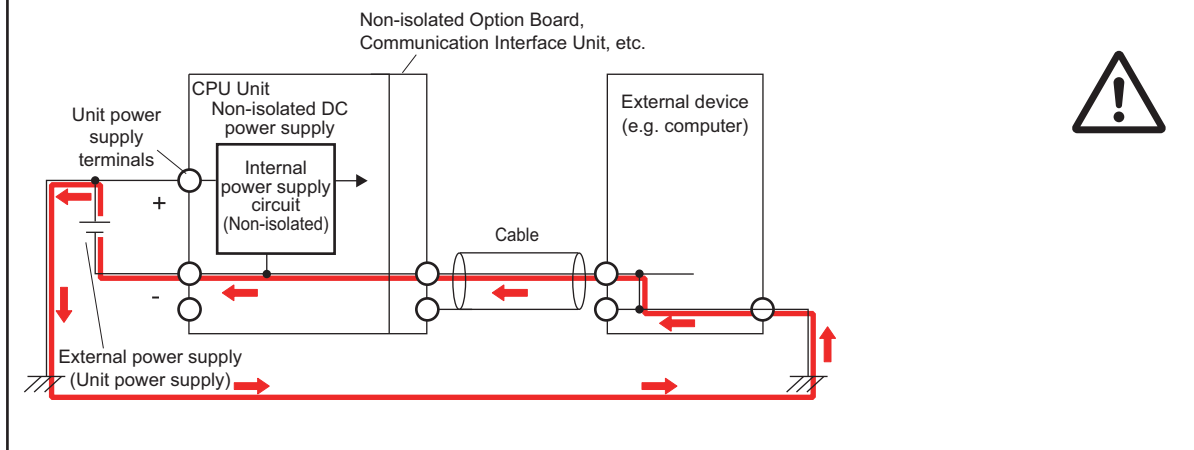 Non-isolated Option Board,
Communication Interface Unit, etc.
CPU Unit
Non-isolated DC
power supply
Unit power
supply
terminals
Internal
power supply
circuit
(Non-isolated)
External device
(e.g. computer)
+
Cable
-
External power supply
(Unit power supply)